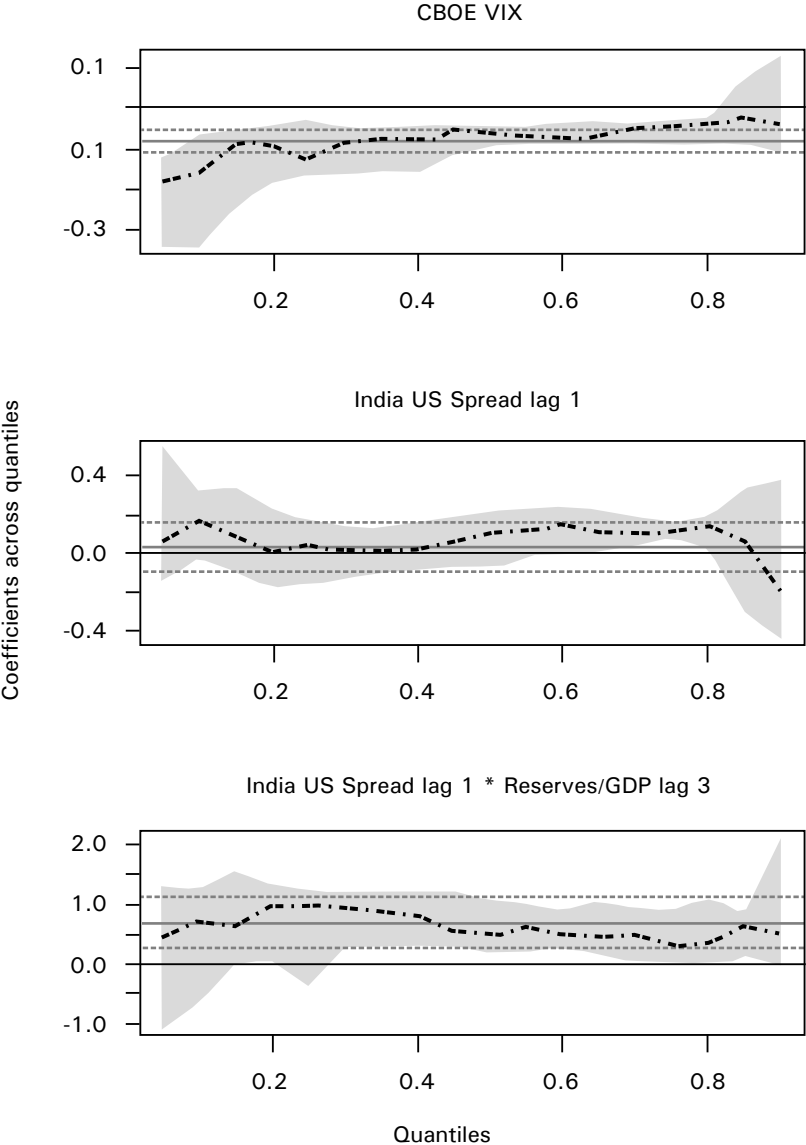 CBOE VIX
0.1
0.1
-0.3
0.2 0.4 0.6 0.8
Coefficients across quantiles
India US Spread lag 1
0.4
0.0
-0.4
0.2 0.4 0.6 0.8
India US Spread lag 1 * Reserves/GDP lag 3
2.0
1.0
0.0
-1.0
0.2 0.4 0.6 0.8
Quantiles